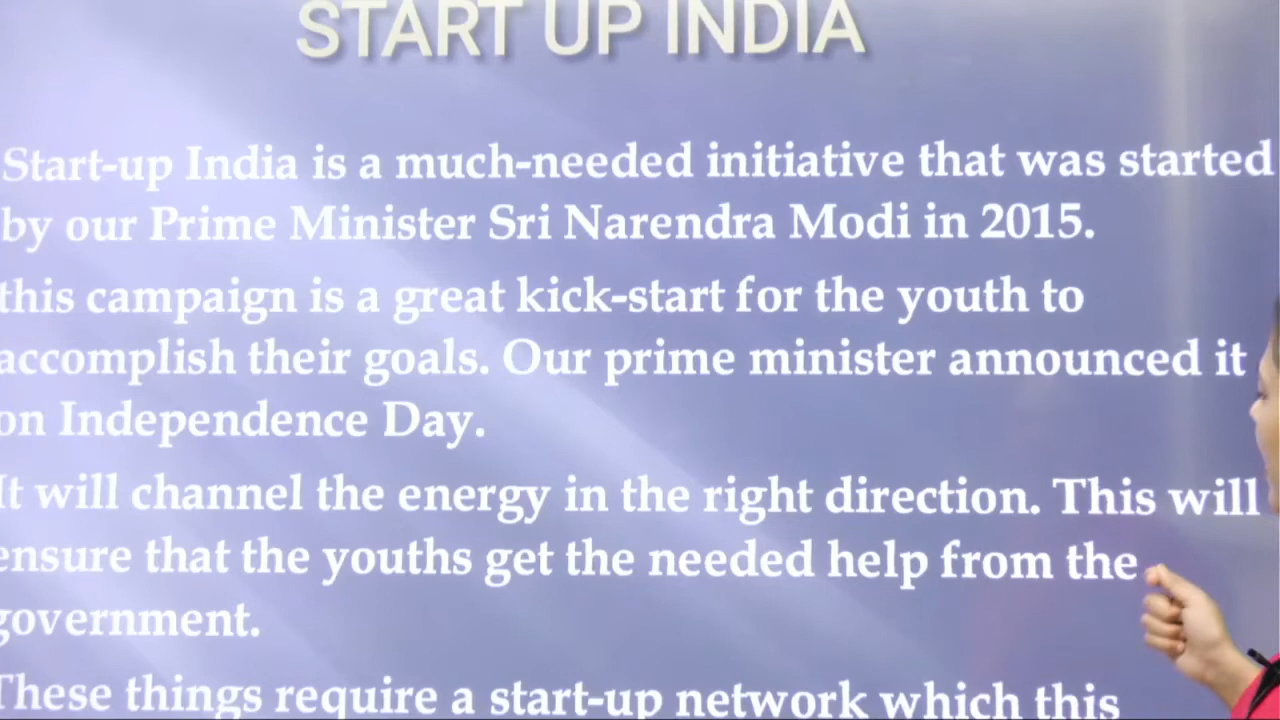 START UP INDIA
Start-up India is a much-needed initiative that was started
by our Prime Minister Sri Narendra Modi in 2015.
this campaign is a great kick-start for the youth to
accomplish their goals. Our prime minister announced it
on Independence Day.
It will channel the energy in the right direction. This will
ensure that the youths get the needed help from the
government.
These things require a start-up network which this